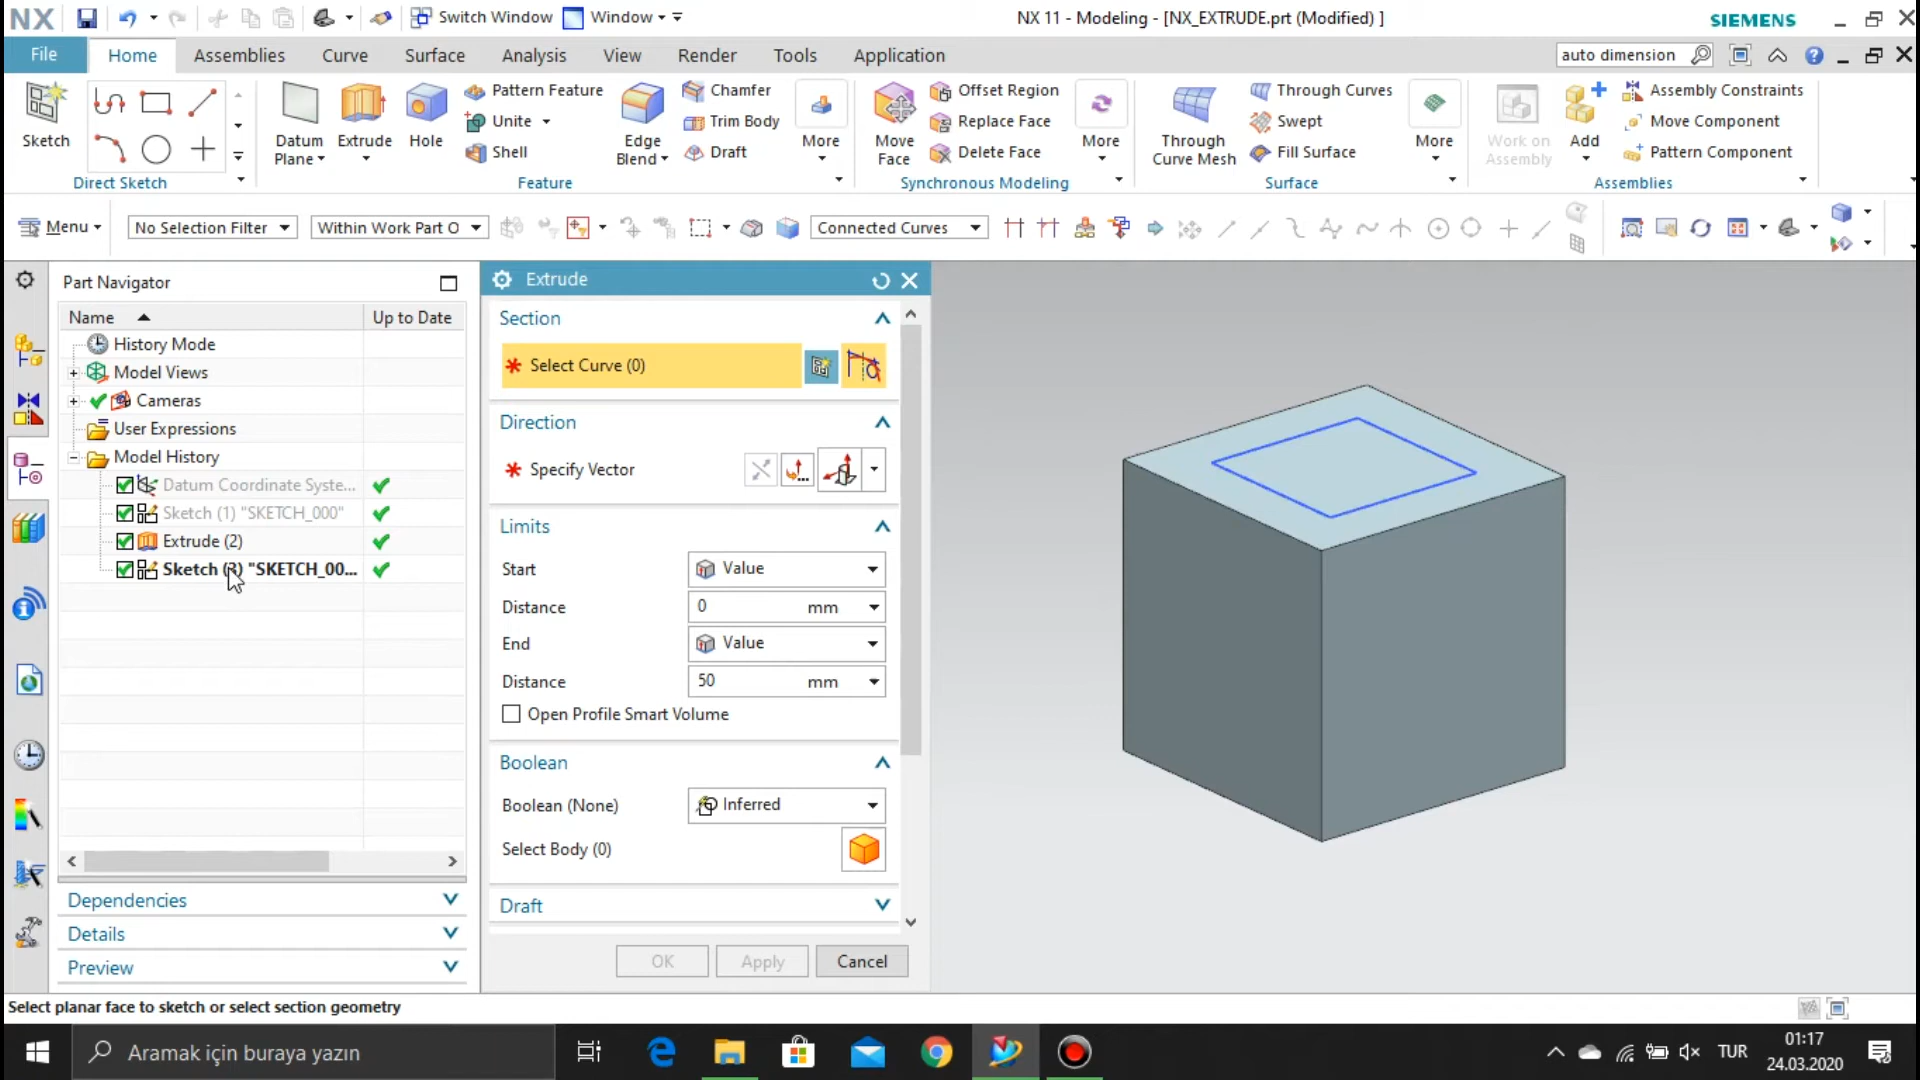 NX Switch Window Window NX 11 - Modeling - [NX_EXTRUDE.prt (Modified) ] SIEMENS
File Home Assemblies Curve Surface Analysis View Render Tools Application auto dimension
Sketch
Direct Sketch
Datum Plane
Extrude
Hole
Pattern Feature
Unite
Shell
Edge Blend
Chamfer
Trim Body
Draft
More
Feature
Move Face
Offset Region
Replace Face
Delete Face
More
Synchronous Modeling
Through Curve Mesh
Through Curves
Swept
Fill Surface
More
Surface
Work on Assembly
Add
Assembly Constraints
Move Component
Pattern Component
Assemblies
Menu No Selection Filter Within Work Part O Connected Curves
Part Navigator
Name Up to Date
History Mode
Model Views
Cameras
User Expressions
Model History
Datum Coordinate Syste...
Sketch (1) "SKETCH_000"
Extrude (2)
Sketch (3) "SKETCH_00...
Dependencies
Details
Preview
Extrude
Section
* Select Curve (0)
Direction
* Specify Vector
Limits
Start Value
Distance 0 mm
End Value
Distance 50 mm
Open Profile Smart Volume
Boolean
Boolean (None) Inferred
Select Body (0)
Draft
OK Apply Cancel
Select planar face to sketch or select section geometry
Aramak için buraya yazın
TUR
01:17
24.03.2020